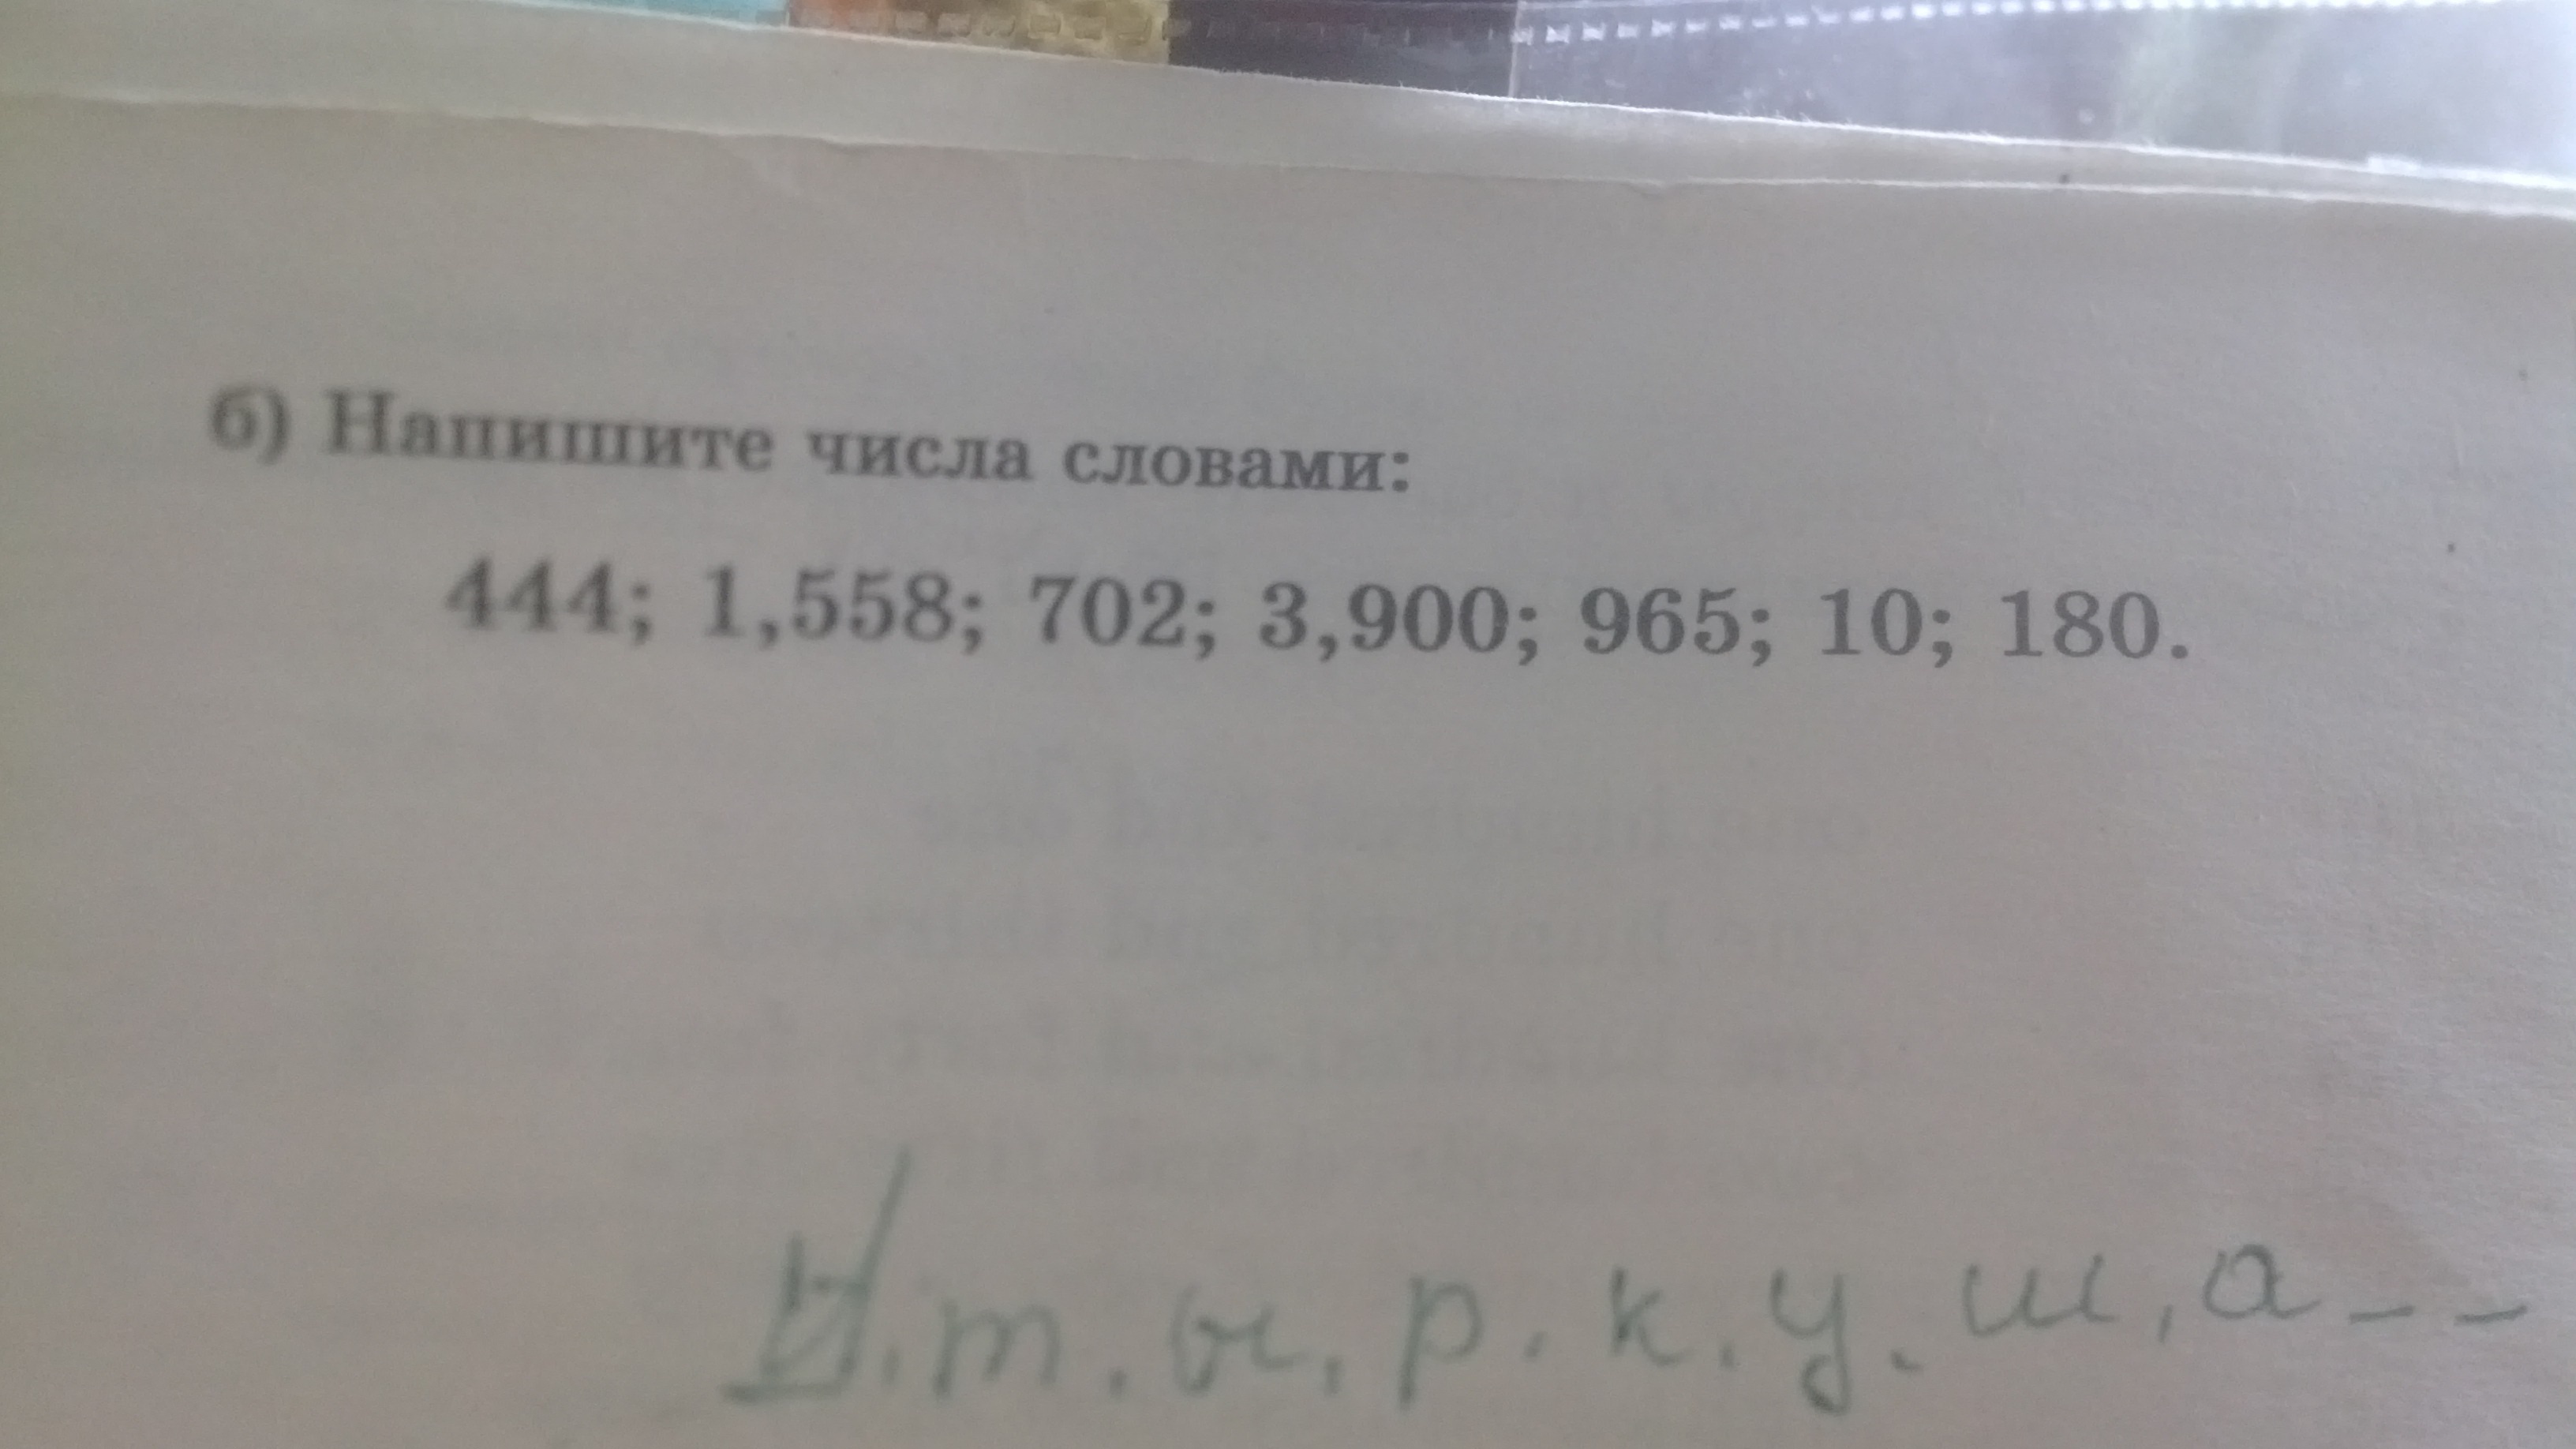 б) Напишите числа словами:
444; 1,558; 702; 3,900; 965; 10; 180.
т. ы. р. к. у. ш, а - -